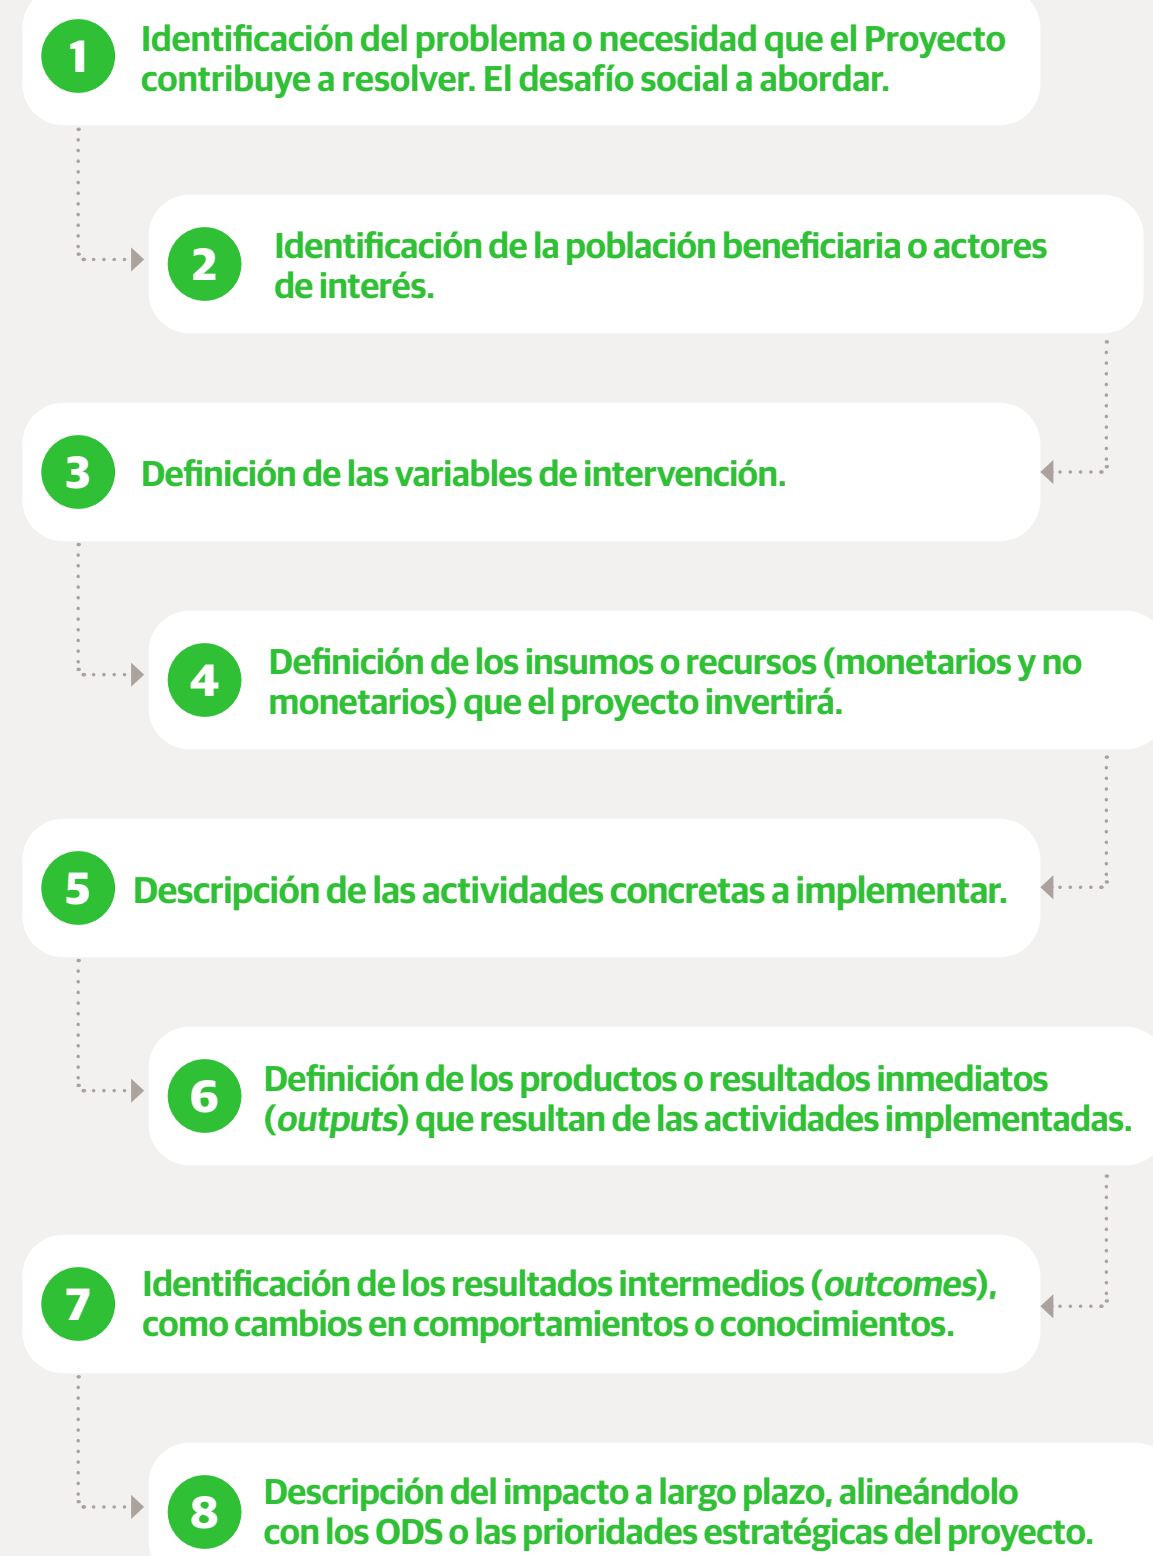 1
Identificación del problema o necesidad que el Proyecto
contribuye a resolver. El desafío social a abordar.
2
Identificación de la población beneficiaria o actores
de interés.
3
Definición de las variables de intervención.
4
Definición de los insumos o recursos (monetarios y no
monetarios) que el proyecto invertirá.
5
Descripción de las actividades concretas a implementar.
6
Definición de los productos o resultados inmediatos
(outputs) que resultan de las actividades implementadas.
7
Identificación de los resultados intermedios (outcomes),
como cambios en comportamientos o conocimientos.
8
Descripción del impacto a largo plazo, alineándolo
con los ODS o las prioridades estratégicas del proyecto.